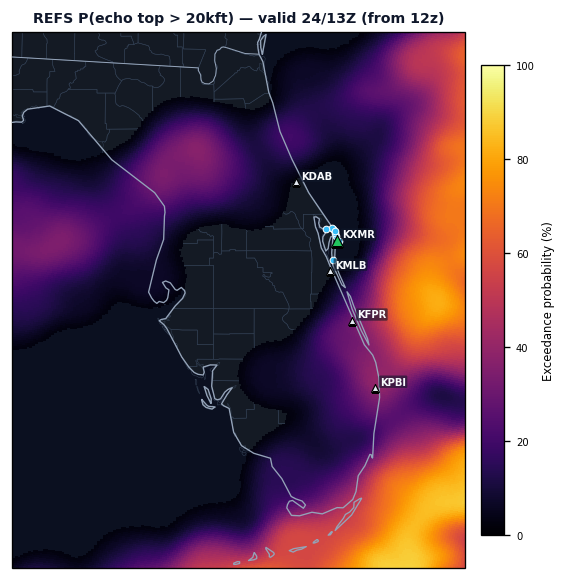 REFS P(echo top > 20kft) — valid 24/13Z (from 12z)
KDAB
KXMR
KMLB
KFPR
KPBI
100
80
60
40
20
0
Exceedance probability (%)